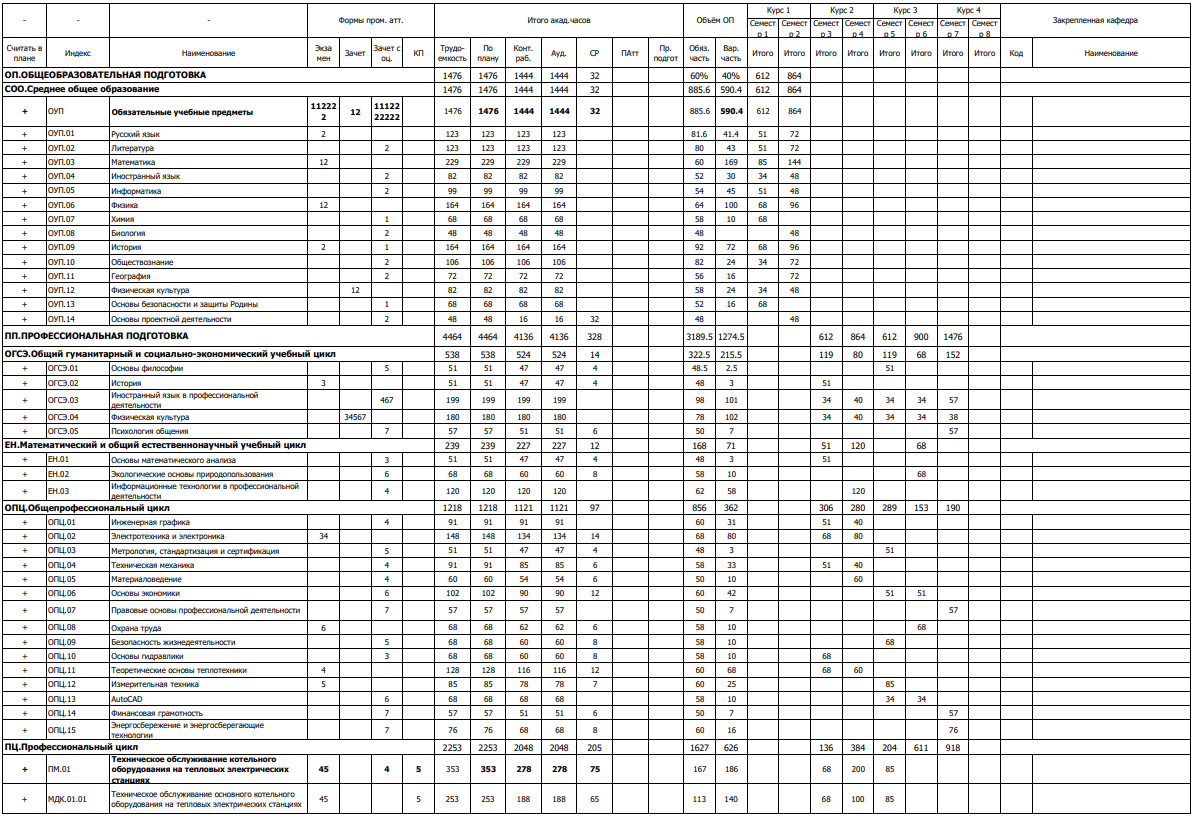 - - - Формы пром. атт. Итого акад.часов Объём ОП Курс 1 Курс 2 Курс 3 Курс 4 Закрепленная кафедра
Семест р 1 Семест р 2 Семест р 3 Семест р 4 Семест р 5 Семест р 6 Семест р 7 Семест р 8
Считать в плане Индекс Наименование Экза мен Зачет Зачет с оц. КП Трудо-емкость По плану Конт. раб. Ауд. СР ПАтт Пр. подгот Обяз. часть Вар. часть Итого Итого Итого Итого Итого Итого Итого Итого Код Наименование
ОП.ОБЩЕОБРАЗОВАТЕЛЬНАЯ ПОДГОТОВКА 1476 1476 1444 1444 32 60% 40% 612 864
СОО.Среднее общее образование 1476 1476 1444 1444 32 885.6 590.4 612 864
+ ОУП Обязательные учебные предметы 11222 2 12 11122 22222 1476 1476 1444 1444 32 885.6 590.4 612 864
+ ОУП.01 Русский язык 2 123 123 123 123 81.6 41.4 51 72
+ ОУП.02 Литература 2 123 123 123 123 80 43 51 72
+ ОУП.03 Математика 12 229 229 229 229 60 169 85 144
+ ОУП.04 Иностранный язык 2 82 82 82 82 52 30 34 48
+ ОУП.05 Информатика 2 99 99 99 99 54 45 51 48
+ ОУП.06 Физика 12 164 164 164 164 64 100 68 96
+ ОУП.07 Химия 1 68 68 68 68 58 10 68
+ ОУП.08 Биология 2 48 48 48 48 48 48
+ ОУП.09 История 2 1 164 164 164 164 92 72 68 96
+ ОУП.10 Обществознание 2 106 106 106 106 82 24 34 72
+ ОУП.11 География 2 72 72 72 72 56 16 72
+ ОУП.12 Физическая культура 12 82 82 82 82 58 24 34 48
+ ОУП.13 Основы безопасности и защиты Родины 1 68 68 68 68 52 16 68
+ ОУП.14 Основы проектной деятельности 2 48 48 16 16 32 48 48
ПП.ПРОФЕССИОНАЛЬНАЯ ПОДГОТОВКА 4464 4464 4136 4136 328 3189.5 1274.5 612 864 612 900 1476
ОГСЭ.Общий гуманитарный и социально-экономический учебный цикл 538 538 524 524 14 322.5 215.5 119 80 119 68 152
+ ОГСЭ.01 Основы философии 5 51 51 47 47 4 48.5 2.5 51
+ ОГСЭ.02 История 3 51 51 47 47 4 48 3 51
+ ОГСЭ.03 Иностранный язык в профессиональной деятельности 467 199 199 199 199 98 101 34 40 34 34 57
+ ОГСЭ.04 Физическая культура 34567 180 180 180 180 78 102 34 40 34 34 38
+ ОГСЭ.05 Психология общения 7 57 57 51 51 6 50 7 57
ЕН.Математический и общий естественнонаучный учебный цикл 239 239 227 227 12 168 71 51 120 68
+ ЕН.01 Основы математического анализа 3 51 51 47 47 4 48 3 51
+ ЕН.02 Экологические основы природопользования 6 68 68 60 60 8 58 10 68
+ ЕН.03 Информационные технологии в профессиональной деятельности 4 120 120 120 120 62 58 120
ОПЦ.Общепрофессиональный цикл 1218 1218 1121 1121 97 856 362 306 280 289 153 190
+ ОПЦ.01 Инженерная графика 4 91 91 91 91 60 31 51 40
+ ОПЦ.02 Электротехника и электроника 34 148 148 134 134 14 68 80 68 80
+ ОПЦ.03 Метрология, стандартизация и сертификация 5 51 51 47 47 4 48 3 51
+ ОПЦ.04 Техническая механика 4 91 91 85 85 6 58 33 51 40
+ ОПЦ.05 Материаловедение 4 60 60 54 54 6 50 10 60
+ ОПЦ.06 Основы экономики 6 102 102 90 90 12 60 42 51 51
+ ОПЦ.07 Правовые основы профессиональной деятельности 7 57 57 57 57 50 7 57
+ ОПЦ.08 Охрана труда 6 68 68 62 62 6 58 10 68
+ ОПЦ.09 Безопасность жизнедеятельности 5 68 68 60 60 8 58 10 68
+ ОПЦ.10 Основы гидравлики 3 68 68 60 60 8 58 10 68
+ ОПЦ.11 Теоретические основы теплотехники 4 128 128 116 116 12 60 68 68 60
+ ОПЦ.12 Измерительная техника 5 85 85 78 78 7 60 25 85
+ ОПЦ.13 AutoCAD 6 68 68 68 68 58 10 34 34
+ ОПЦ.14 Финансовая грамотность 7 57 57 51 51 6 50 7 57
+ ОПЦ.15 Энергосбережение и энергосберегающие технологии 7 76 76 68 68 8 60 16 76
ПЦ.Профессиональный цикл 2253 2253 2048 2048 205 1627 626 136 384 204 611 918
+ ПМ.01 Техническое обслуживание котельного оборудования на тепловых электрических станциях 45 4 5 353 353 278 278 75 167 186 68 200 85
+ МДК.01.01 Техническое обслуживание основного котельного оборудования на тепловых электрических станциях 45 5 253 253 188 188 65 113 140 68 100 85